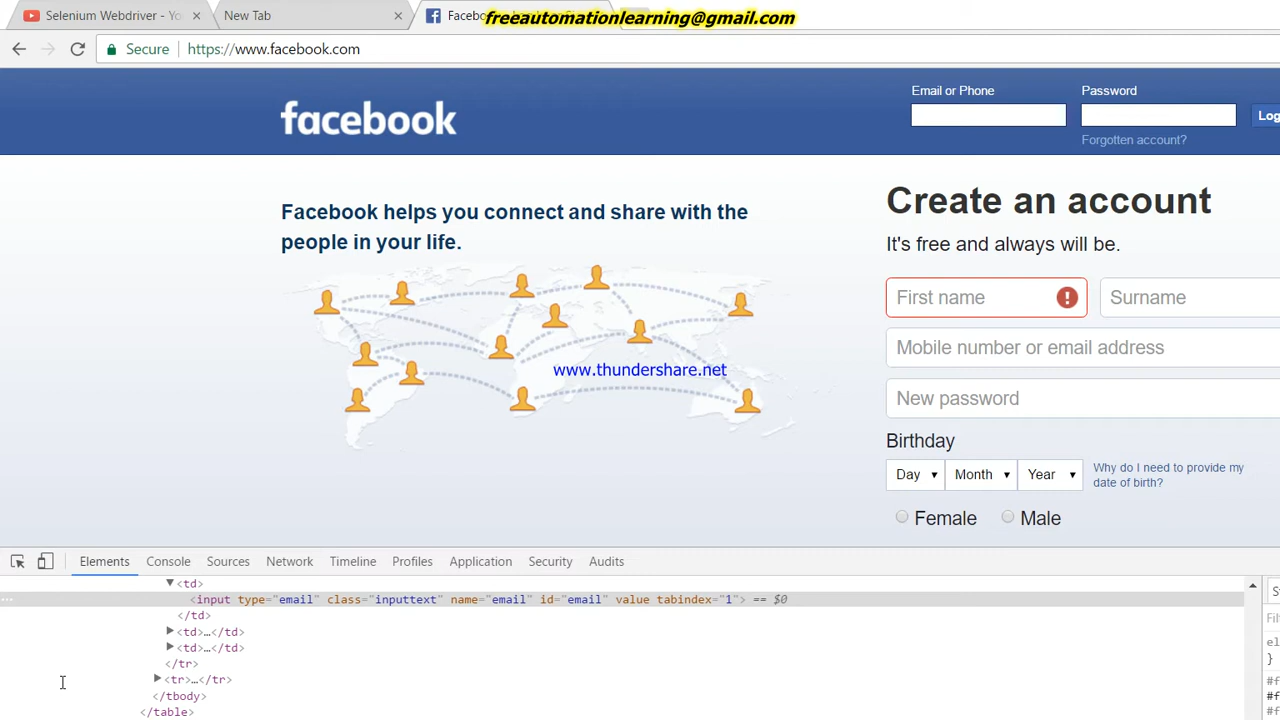 Selenium Webdriver - Yo
New Tab
Facebo
freeautomationlearning@gmail.com
Secure
https://www.facebook.com
Email or Phone
Password
facebook
Log
Forgotten account?
Facebook helps you connect and share with the
people in your life.
Create an account
It's free and always will be.
First name
Surname
Mobile number or email address
www.thundershare.net
New password
Birthday
Day
Month
Year
Why do I need to provide my
date of birth?
Female
Male
Elements
Console
Sources
Network
Timeline
Profiles
Application
Security
Audits
<td>
<input type="email" class="inputtext" name="email" id="email" value tabindex="1"> == $0
</td>
<td>…</td>
<td>…</td>
</tr>
<tr>…</tr>
</tbody>
</table>
Fil
el
}
#f
#f
#f